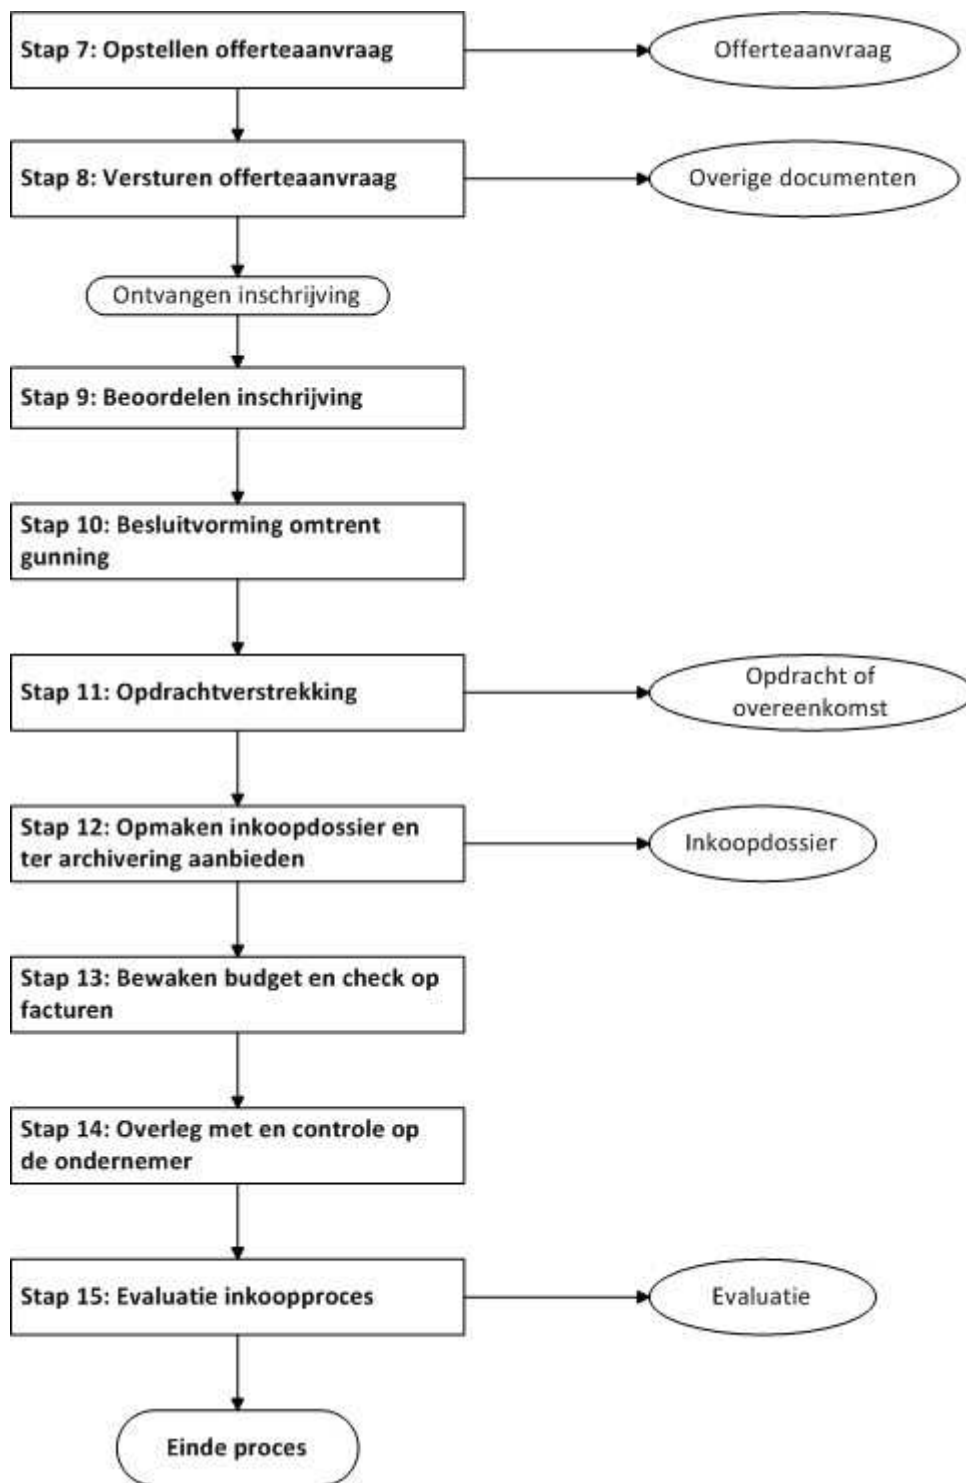 Stap 7: Opstellen offerteaanvraag
Offerteaanvraag
Stap 8: Versturen offerteaanvraag
Overige documenten
Ontvangen inschrijving
Stap 9: Beoordelen inschrijving
Stap 10: Besluitvorming omtrent
gunning
Stap 11: Opdrachtverstrekking
Opdracht of
overeenkomst
Stap 12: Opmaken inkoopdossier en
ter archivering aanbieden
Inkoopdossier
Stap 13: Bewaken budget en check op
facturen
Stap 14: Overleg met en controle op
de ondernemer
Stap 15: Evaluatie inkoopproces
Evaluatie
Einde proces